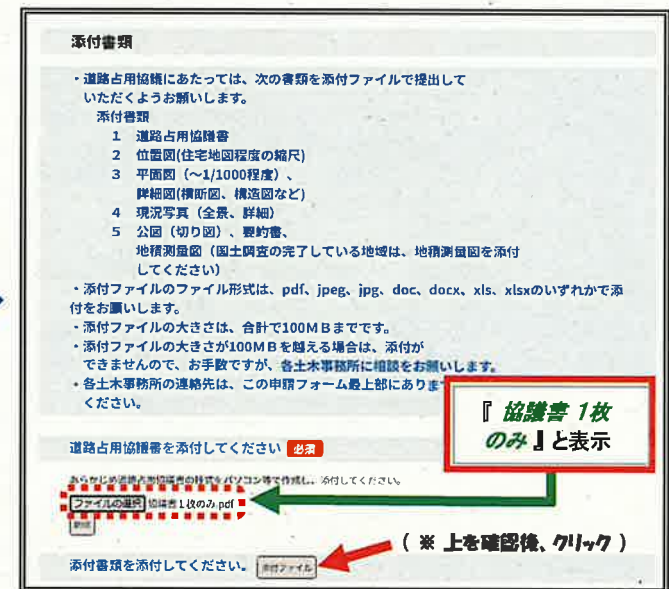 添付書類
・道路占用協議にあたっては、次の書類を添付ファイルで提出して
いただくようお願いします。
添付書類
1 道路占用協議書
2 位置図(住宅地図程度の縮尺)
3 平面図（～1/1000程度）、
詳細図(横断図、構造図など)
4 現況写真（全景、詳細）
5 公図（切り図）、要約書、
地積測量図（国土調査の完了している地域は、地積測量図を添付
してください）
・添付ファイルのファイル形式は、pdf、jpeg、jpg、doc、docx、xls、xlsxのいずれかで添
付をお願いします。
・添付ファイルの大きさは、合計で100MBまでです。
・添付ファイルの大きさが100MBを越える場合は、添付が
できませんので、お手数ですが、各土木事務所に相談をお願いします。
・各土木事務所の連絡先は、この申請フォーム最上部にありま
ください。
『 協議書 1枚
のみ 』と表示
道路占用協議書を添付してください 必須
あらかじめ道路占用協議書の様式をパソコン等で作成し、添付してください。
ファイルの選択 協議書1枚のみ.pdf
( ※ 上を確認後、クリック )
添付書類を添付してください。 添付ファイル